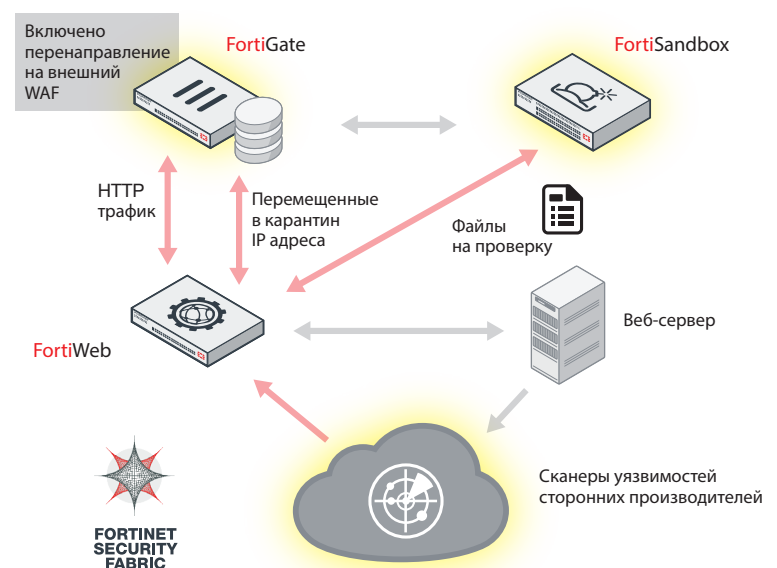 Включено
перенаправление
на внешний
WAF
FortiGate
FortiSandbox
HTTP
трафик
Перемещенные
в карантин
IP адреса
Файлы
на проверку
Веб-сервер
FortiWeb
Сканеры уязвимостей
сторонних производителей
FORTINET
SECURITY
FABRIC